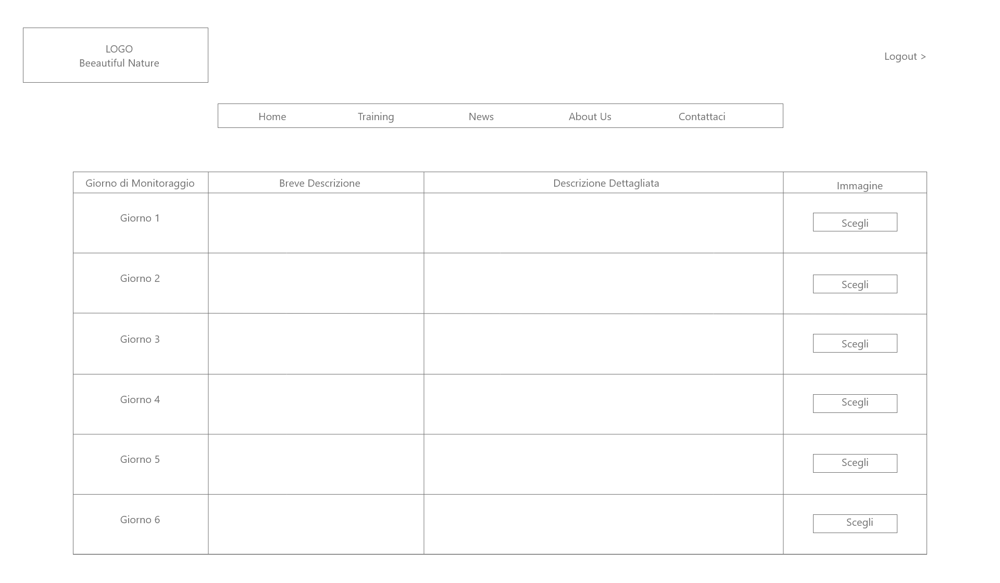 LOGO
Beeautiful Nature
Logout >
Home Training News About Us Contattaci
Giorno di Monitoraggio Breve Descrizione Descrizione Dettagliata Immagine
Giorno 1 Scegli
Giorno 2 Scegli
Giorno 3 Scegli
Giorno 4 Scegli
Giorno 5 Scegli
Giorno 6 Scegli